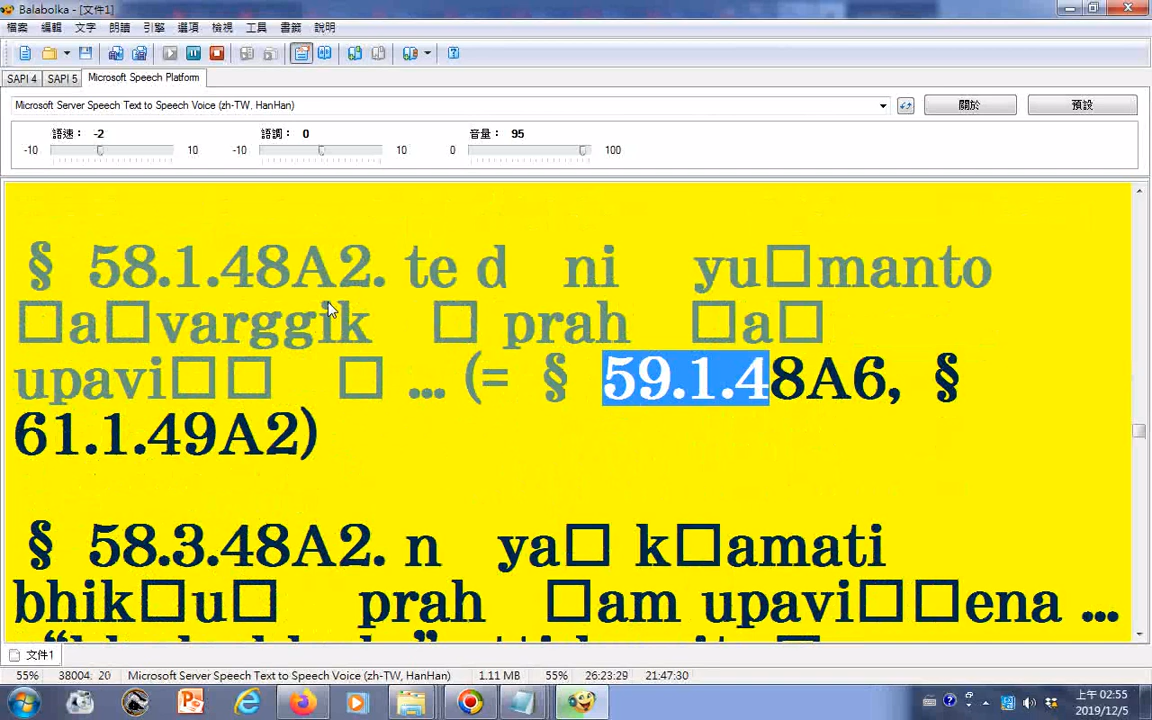 Balabolka - [文件1]
檔案 編輯 文字 朗讀 引擎 選項 檢視 工具 書籤 說明
SAPI 4 SAPI 5 Microsoft Speech Platform
Microsoft Server Speech Text to Speech Voice (zh-TW, HanHan) 關於 預設
語速： -2 語調： 0 音量： 95
-10 10 -10 10 0 100
§ 58.1.48A2. te d ni yu□manto
□a□varggik □ prah □a□
upavi□□ □ ... (= § 59.1.48A6, §
61.1.49A2)
§ 58.3.48A2. n ya□ k□amati
bhik□u□ prah □am upavi□□ena ...
文件1
55% 38004: 20 Microsoft Server Speech Text to Speech Voice (zh-TW, HanHan) 1.11 MB 55% 26:23:29 21:47:30
上午 02:55
2019/12/5